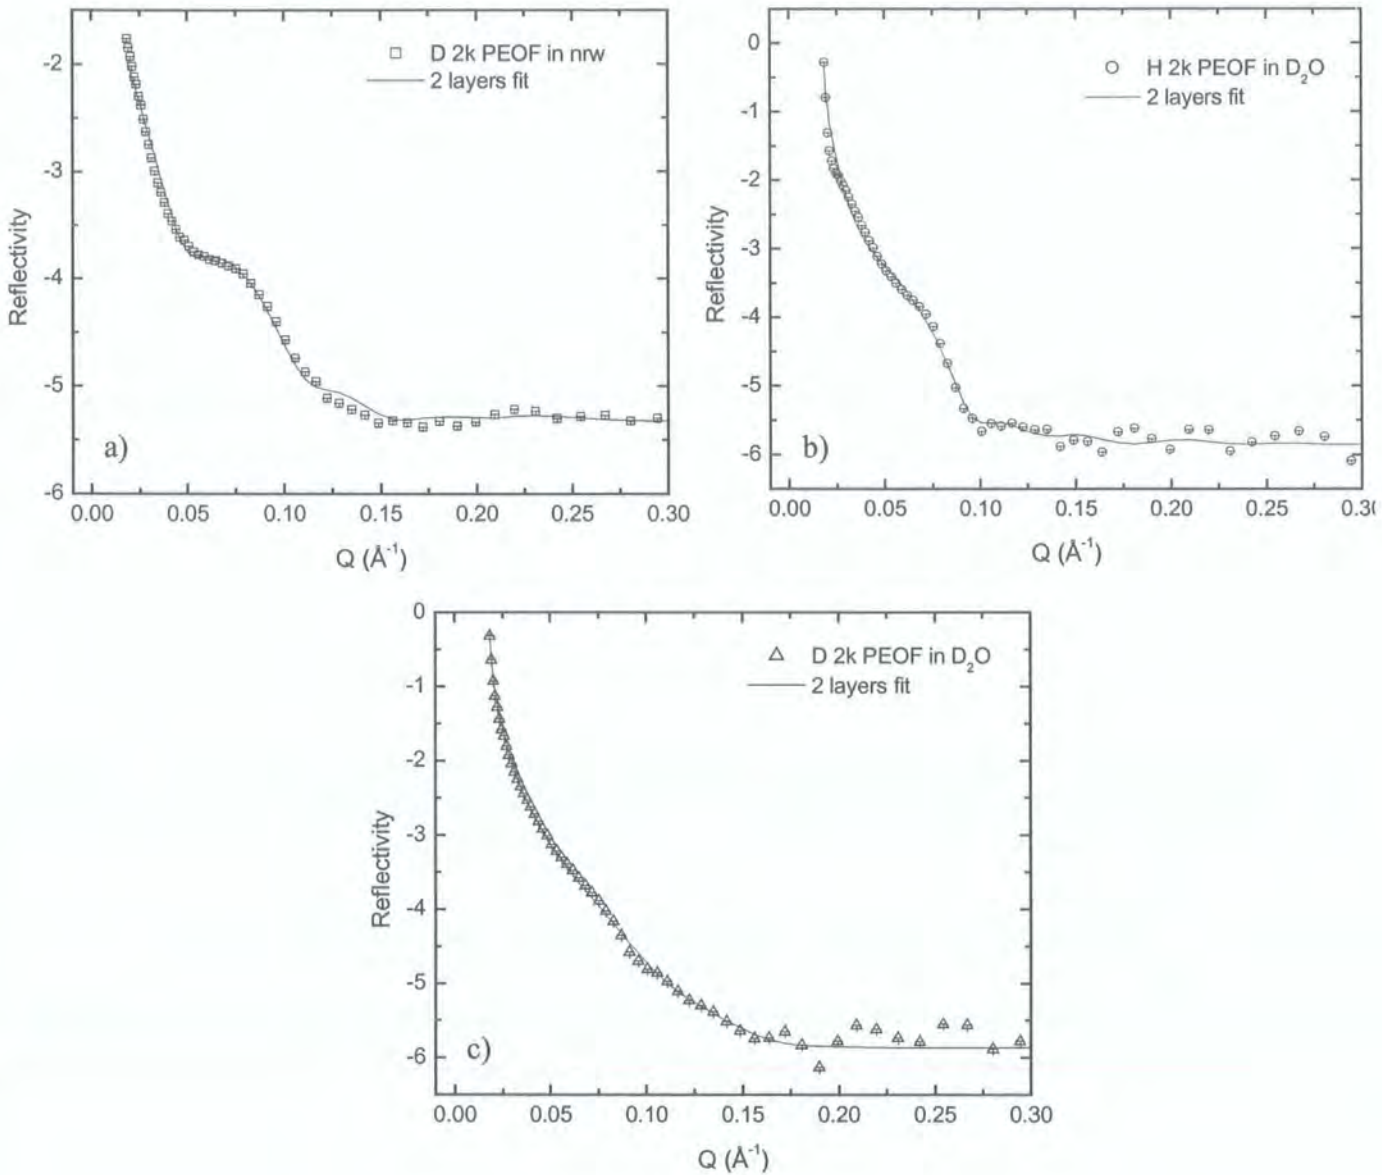 D 2k PEOF in nrw
2 layers fit
-2
-3
-4
-5
-6
Reflectivity
a)
0.00 0.05 0.10 0.15 0.20 0.25 0.30
Q (Å⁻¹)
H 2k PEOF in D₂O
2 layers fit
0
-1
-2
-3
-4
-5
-6
Reflectivity
b)
0.00 0.05 0.10 0.15 0.20 0.25 0.30
Q (Å⁻¹)
D 2k PEOF in D₂O
2 layers fit
0
-1
-2
-3
-4
-5
-6
Reflectivity
c)
0.00 0.05 0.10 0.15 0.20 0.25 0.30
Q (Å⁻¹)